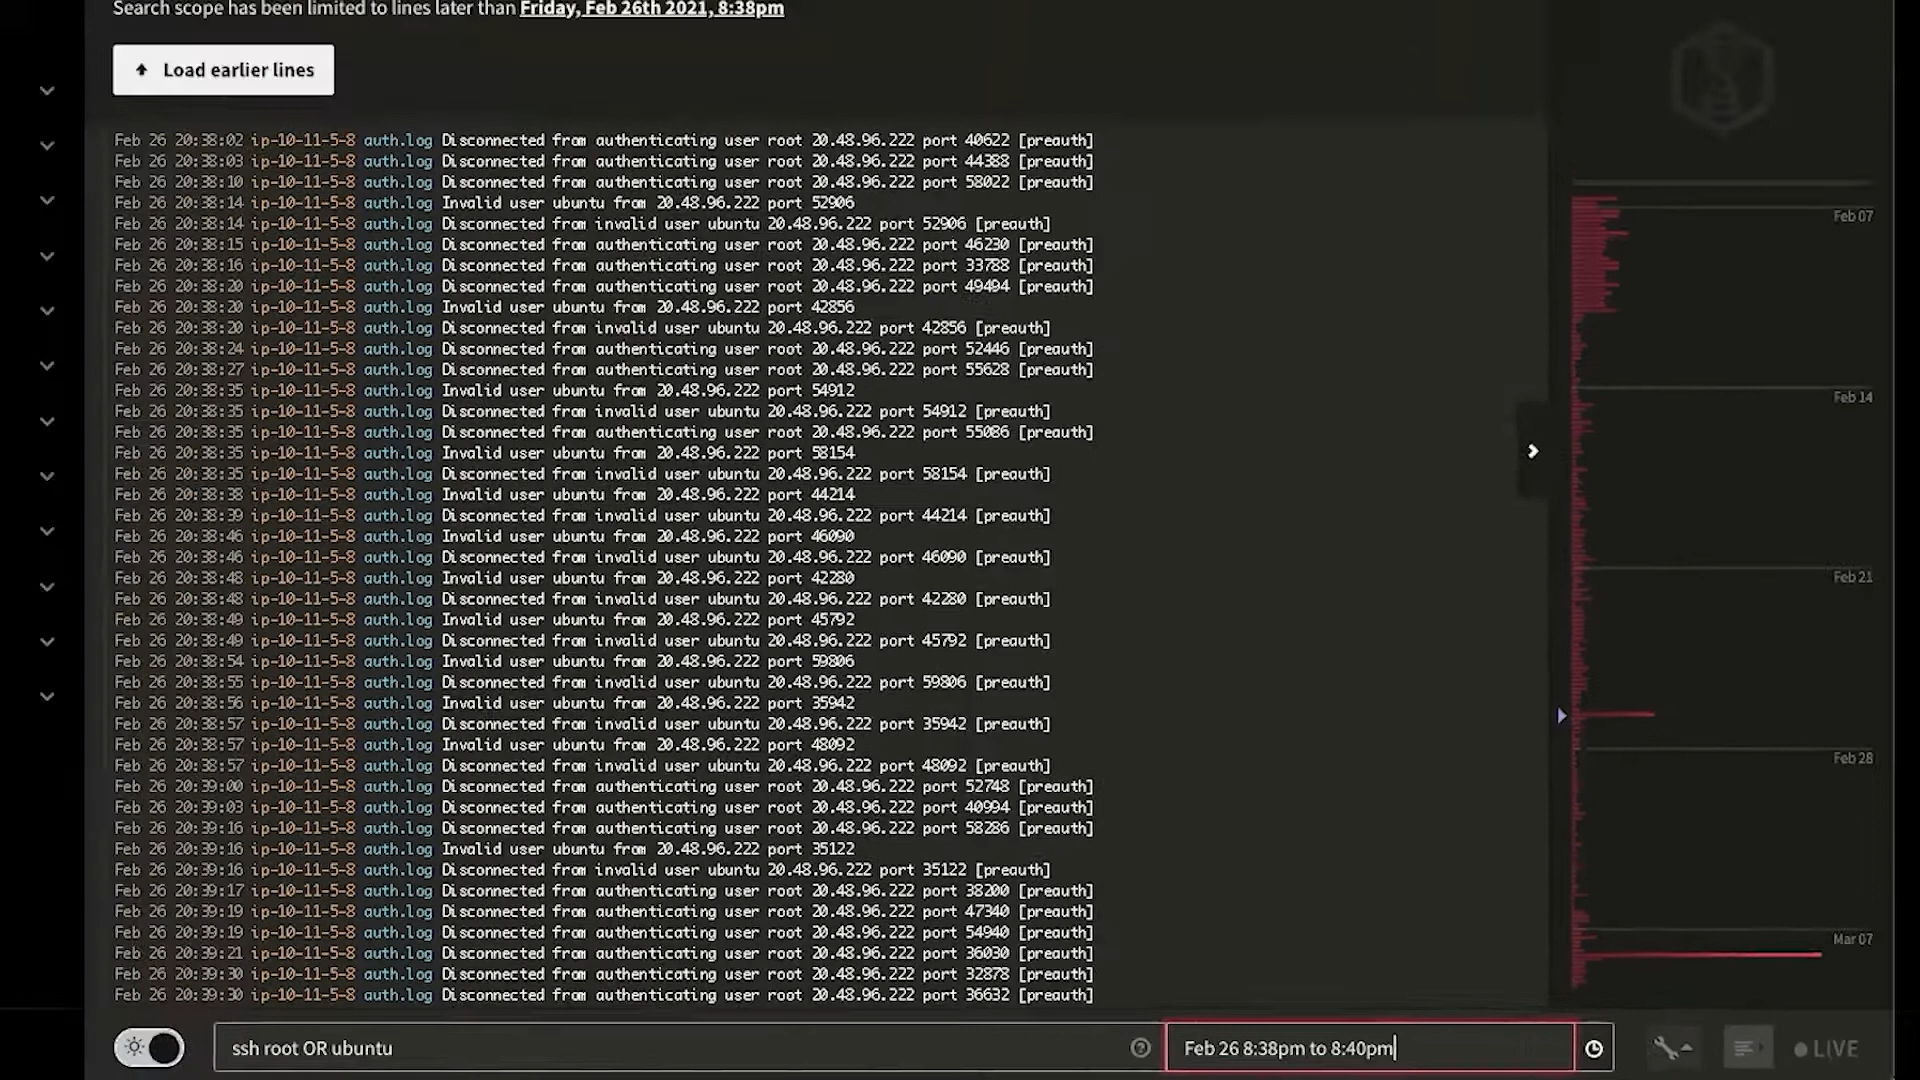 Search scope has been limited to lines later than Friday, Feb 26th 2021, 8:38pm
Load earlier lines
Feb 26 20:38:02 ip-10-11-5-8 auth.log Disconnected from authenticating user root 20.48.96.222 port 40622 [preauth]
Feb 26 20:38:03 ip-10-11-5-8 auth.log Disconnected from authenticating user root 20.48.96.222 port 44388 [preauth]
Feb 26 20:38:10 ip-10-11-5-8 auth.log Disconnected from authenticating user root 20.48.96.222 port 58022 [preauth]
Feb 26 20:38:14 ip-10-11-5-8 auth.log Invalid user ubuntu from 20.48.96.222 port 52906
Feb 26 20:38:14 ip-10-11-5-8 auth.log Disconnected from invalid user ubuntu 20.48.96.222 port 52906 [preauth]
Feb 26 20:38:15 ip-10-11-5-8 auth.log Disconnected from authenticating user root 20.48.96.222 port 46230 [preauth]
Feb 26 20:38:16 ip-10-11-5-8 auth.log Disconnected from authenticating user root 20.48.96.222 port 33788 [preauth]
Feb 26 20:38:20 ip-10-11-5-8 auth.log Disconnected from authenticating user root 20.48.96.222 port 49494 [preauth]
Feb 26 20:38:20 ip-10-11-5-8 auth.log Invalid user ubuntu from 20.48.96.222 port 42856
Feb 26 20:38:20 ip-10-11-5-8 auth.log Disconnected from invalid user ubuntu 20.48.96.222 port 42856 [preauth]
Feb 26 20:38:24 ip-10-11-5-8 auth.log Disconnected from authenticating user root 20.48.96.222 port 52446 [preauth]
Feb 26 20:38:27 ip-10-11-5-8 auth.log Disconnected from authenticating user root 20.48.96.222 port 55628 [preauth]
Feb 26 20:38:35 ip-10-11-5-8 auth.log Invalid user ubuntu from 20.48.96.222 port 54912
Feb 26 20:38:35 ip-10-11-5-8 auth.log Disconnected from invalid user ubuntu 20.48.96.222 port 54912 [preauth]
Feb 26 20:38:35 ip-10-11-5-8 auth.log Disconnected from authenticating user root 20.48.96.222 port 55086 [preauth]
Feb 26 20:38:35 ip-10-11-5-8 auth.log Invalid user ubuntu from 20.48.96.222 port 58154
Feb 26 20:38:35 ip-10-11-5-8 auth.log Disconnected from invalid user ubuntu 20.48.96.222 port 58154 [preauth]
Feb 26 20:38:38 ip-10-11-5-8 auth.log Invalid user ubuntu from 20.48.96.222 port 44214
Feb 26 20:38:39 ip-10-11-5-8 auth.log Disconnected from invalid user ubuntu 20.48.96.222 port 44214 [preauth]
Feb 26 20:38:46 ip-10-11-5-8 auth.log Invalid user ubuntu from 20.48.96.222 port 46090
Feb 26 20:38:46 ip-10-11-5-8 auth.log Disconnected from invalid user ubuntu 20.48.96.222 port 46090 [preauth]
Feb 26 20:38:48 ip-10-11-5-8 auth.log Invalid user ubuntu from 20.48.96.222 port 42280
Feb 26 20:38:48 ip-10-11-5-8 auth.log Disconnected from invalid user ubuntu 20.48.96.222 port 42280 [preauth]
Feb 26 20:38:49 ip-10-11-5-8 auth.log Invalid user ubuntu from 20.48.96.222 port 45792
Feb 26 20:38:49 ip-10-11-5-8 auth.log Disconnected from invalid user ubuntu 20.48.96.222 port 45792 [preauth]
Feb 26 20:38:54 ip-10-11-5-8 auth.log Invalid user ubuntu from 20.48.96.222 port 59806
Feb 26 20:38:55 ip-10-11-5-8 auth.log Disconnected from invalid user ubuntu 20.48.96.222 port 59806 [preauth]
Feb 26 20:38:56 ip-10-11-5-8 auth.log Invalid user ubuntu from 20.48.96.222 port 35942
Feb 26 20:38:57 ip-10-11-5-8 auth.log Disconnected from invalid user ubuntu 20.48.96.222 port 35942 [preauth]
Feb 26 20:38:57 ip-10-11-5-8 auth.log Invalid user ubuntu from 20.48.96.222 port 48092
Feb 26 20:38:57 ip-10-11-5-8 auth.log Disconnected from invalid user ubuntu 20.48.96.222 port 48092 [preauth]
Feb 26 20:39:00 ip-10-11-5-8 auth.log Disconnected from authenticating user root 20.48.96.222 port 52748 [preauth]
Feb 26 20:39:03 ip-10-11-5-8 auth.log Disconnected from authenticating user root 20.48.96.222 port 40994 [preauth]
Feb 26 20:39:16 ip-10-11-5-8 auth.log Disconnected from authenticating user root 20.48.96.222 port 58286 [preauth]
Feb 26 20:39:16 ip-10-11-5-8 auth.log Invalid user ubuntu from 20.48.96.222 port 35122
Feb 26 20:39:16 ip-10-11-5-8 auth.log Disconnected from invalid user ubuntu 20.48.96.222 port 35122 [preauth]
Feb 26 20:39:17 ip-10-11-5-8 auth.log Disconnected from authenticating user root 20.48.96.222 port 38200 [preauth]
Feb 26 20:39:19 ip-10-11-5-8 auth.log Disconnected from authenticating user root 20.48.96.222 port 47340 [preauth]
Feb 26 20:39:19 ip-10-11-5-8 auth.log Disconnected from authenticating user root 20.48.96.222 port 54940 [preauth]
Feb 26 20:39:21 ip-10-11-5-8 auth.log Disconnected from authenticating user root 20.48.96.222 port 36030 [preauth]
Feb 26 20:39:30 ip-10-11-5-8 auth.log Disconnected from authenticating user root 20.48.96.222 port 32878 [preauth]
Feb 26 20:39:30 ip-10-11-5-8 auth.log Disconnected from authenticating user root 20.48.96.222 port 36632 [preauth]
Feb 07
Feb 14
Feb 21
Feb 28
Mar 07
ssh root OR ubuntu
Feb 26 8:38pm to 8:40pm
LIVE